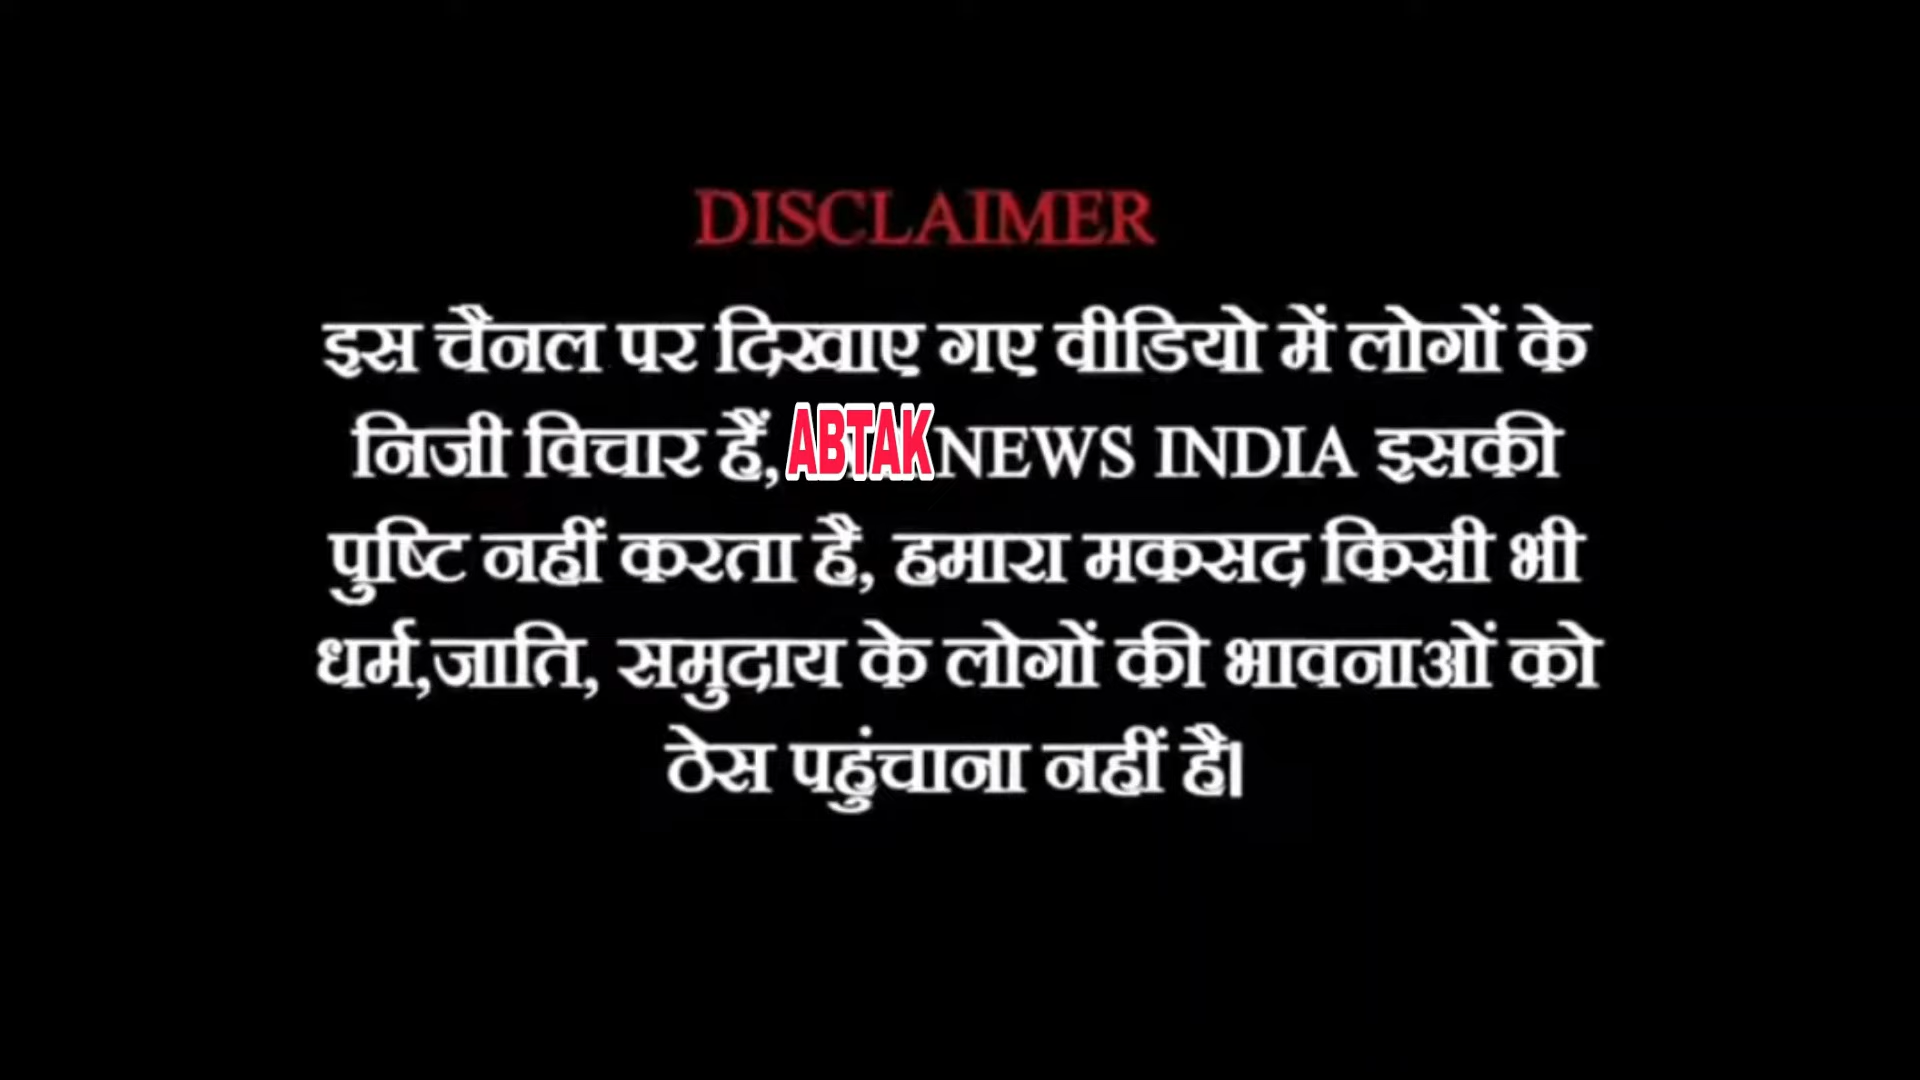 DISCLAIMER
इस चैनल पर दिखाए गए वीडियो में लोगों के
निजी विचार हैं, ABTAK NEWS INDIA इसकी
पुष्टि नहीं करता है, हमारा मकसद किसी भी
धर्म,जाति, समुदाय के लोगों की भावनाओं को
ठेस पहुंचाना नहीं है।